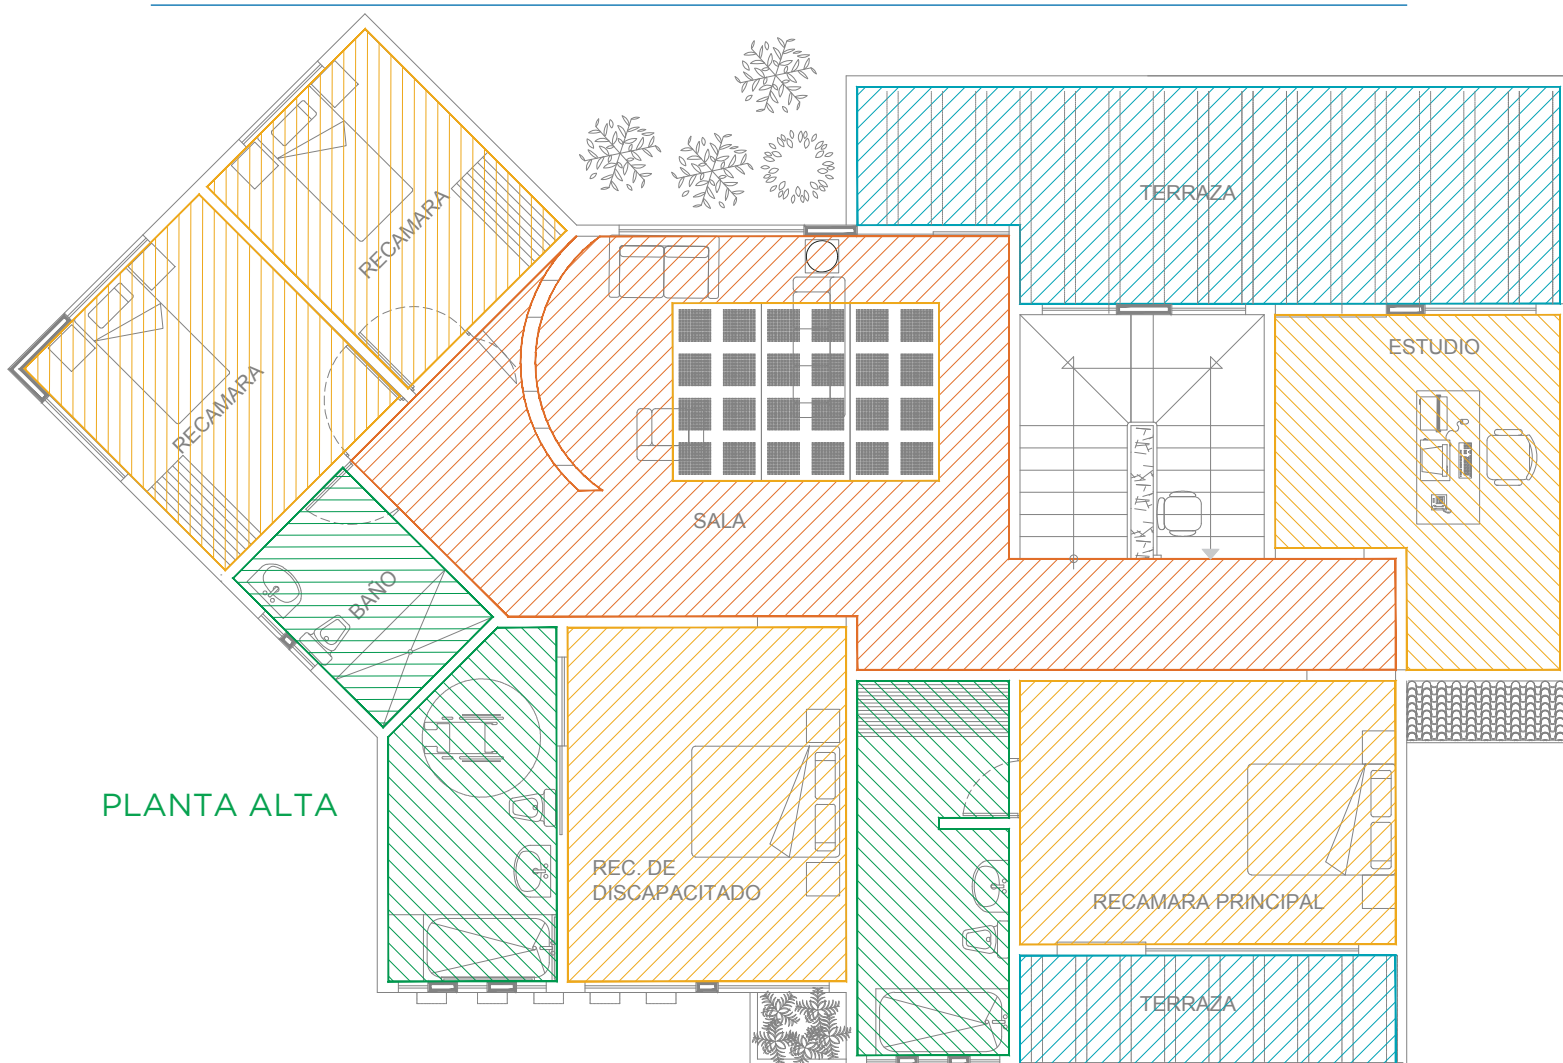 TERRAZA
RECAMARA
ESTUDIO
RECAMARA
SALA
BAÑO
PLANTA ALTA
REC. DE
DISCAPACITADO
RECAMARA PRINCIPAL
TERRAZA